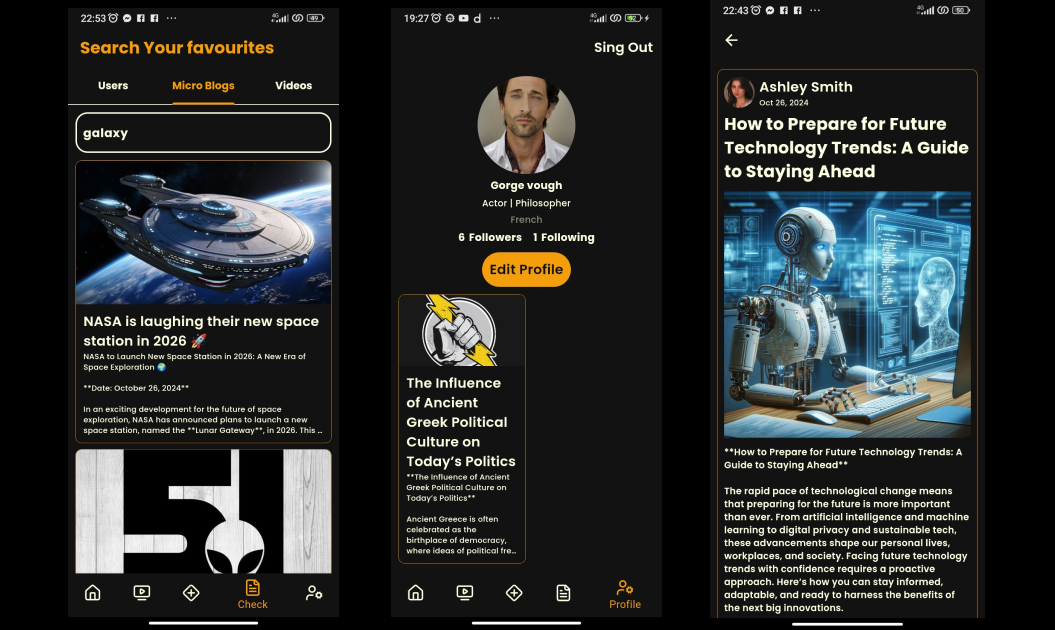 22:53
4G
49
Search Your favourites
Users Micro Blogs Videos
galaxy
NASA is laughing their new space
station in 2026 🚀
NASA to Launch New Space Station in 2026: A New Era of
Space Exploration 🌍
**Date: October 26, 2024**
In an exciting development for the future of space
exploration, NASA has announced plans to launch a new
space station, named the **Lunar Gateway**, in 2026. This ...
Check
19:27
4G
Sing Out
Gorge vough
Actor | Philosopher
French
6 Followers 1 Following
Edit Profile
The Influence
of Ancient
Greek Political
Culture on
Today's Politics
**The Influence of Ancient
Greek Political Culture on
Today's Politics**
Ancient Greece is often
celebrated as the
birthplace of democracy,
where ideas of political fre...
Profile
22:43
4G
50
Ashley Smith
Oct 26, 2024
How to Prepare for Future
Technology Trends: A Guide
to Staying Ahead
**How to Prepare for Future Technology Trends: A
Guide to Staying Ahead**
The rapid pace of technological change means
that preparing for the future is more important
than ever. From artificial intelligence and machine
learning to digital privacy and sustainable tech,
these advancements shape our personal lives,
workplaces, and society. Facing future technology
trends with confidence requires a proactive
approach. Here's how you can stay informed,
adaptable, and ready to harness the benefits of
the next big innovations.